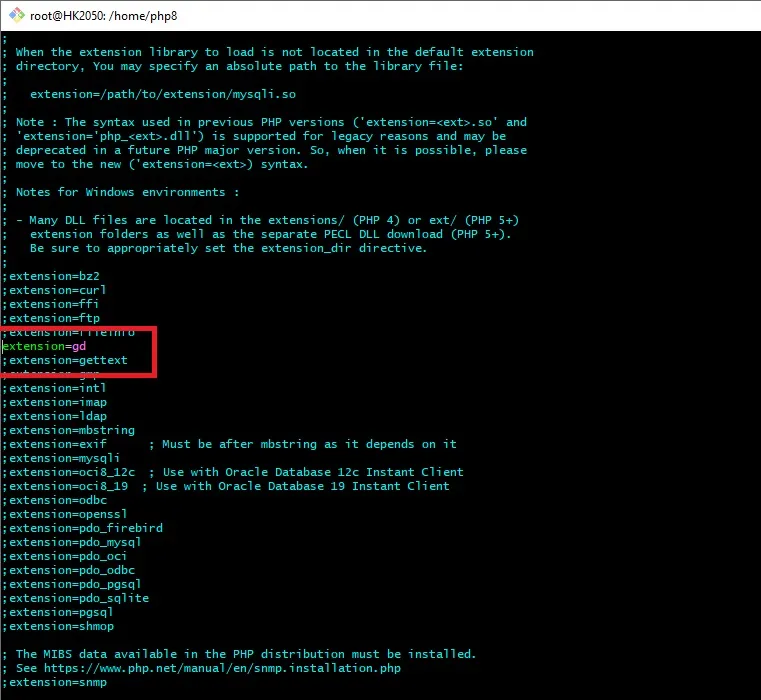 root@HK2050: /home/php8
;
; When the extension library to load is not located in the default extension
; directory, You may specify an absolute path to the library file:
;
;   extension=/path/to/extension/mysqli.so
;
; Note : The syntax used in previous PHP versions ('extension=<ext>.so' and
; 'extension='php_<ext>.dll') is supported for legacy reasons and may be
; deprecated in a future PHP major version. So, when it is possible, please
; move to the new ('extension=<ext>) syntax.
;
; Notes for Windows environments :
;
; - Many DLL files are located in the extensions/ (PHP 4) or ext/ (PHP 5+)
;   extension folders as well as the separate PECL DLL download (PHP 5+).
;   Be sure to appropriately set the extension_dir directive.
;
;extension=bz2
;extension=curl
;extension=ffi
;extension=ftp
;extension=fileinfo
extension=gd
;extension=gettext
;extension=gmp
;extension=intl
;extension=imap
;extension=ldap
;extension=mbstring
;extension=exif      ; Must be after mbstring as it depends on it
;extension=mysqli
;extension=oci8_12c  ; Use with Oracle Database 12c Instant Client
;extension=oci8_19  ; Use with Oracle Database 19 Instant Client
;extension=odbc
;extension=openssl
;extension=pdo_firebird
;extension=pdo_mysql
;extension=pdo_oci
;extension=pdo_odbc
;extension=pdo_pgsql
;extension=pdo_sqlite
;extension=pgsql
;extension=shmop
; The MIBS data available in the PHP distribution must be installed.
; See https://www.php.net/manual/en/snmp.installation.php
;extension=snmp